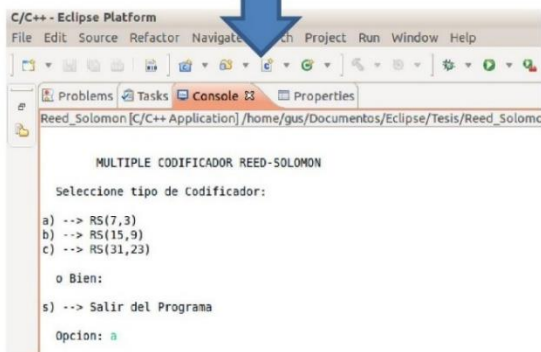 C/C++ - Eclipse Platform
File Edit Source Refactor Navigate Project Run Window Help
Problems Tasks Console Properties
Reed_Solomon [C/C++ Application] /home/gus/Documentos/Eclipse/Tesis/Reed_Solomo
MULTIPLE CODIFICADOR REED-SOLOMON
Seleccione tipo de Codificador:
a) --> RS(7,3)
b) --> RS(15,9)
c) --> RS(31,23)
o Bien:
s) --> Salir del Programa
Opcion: a